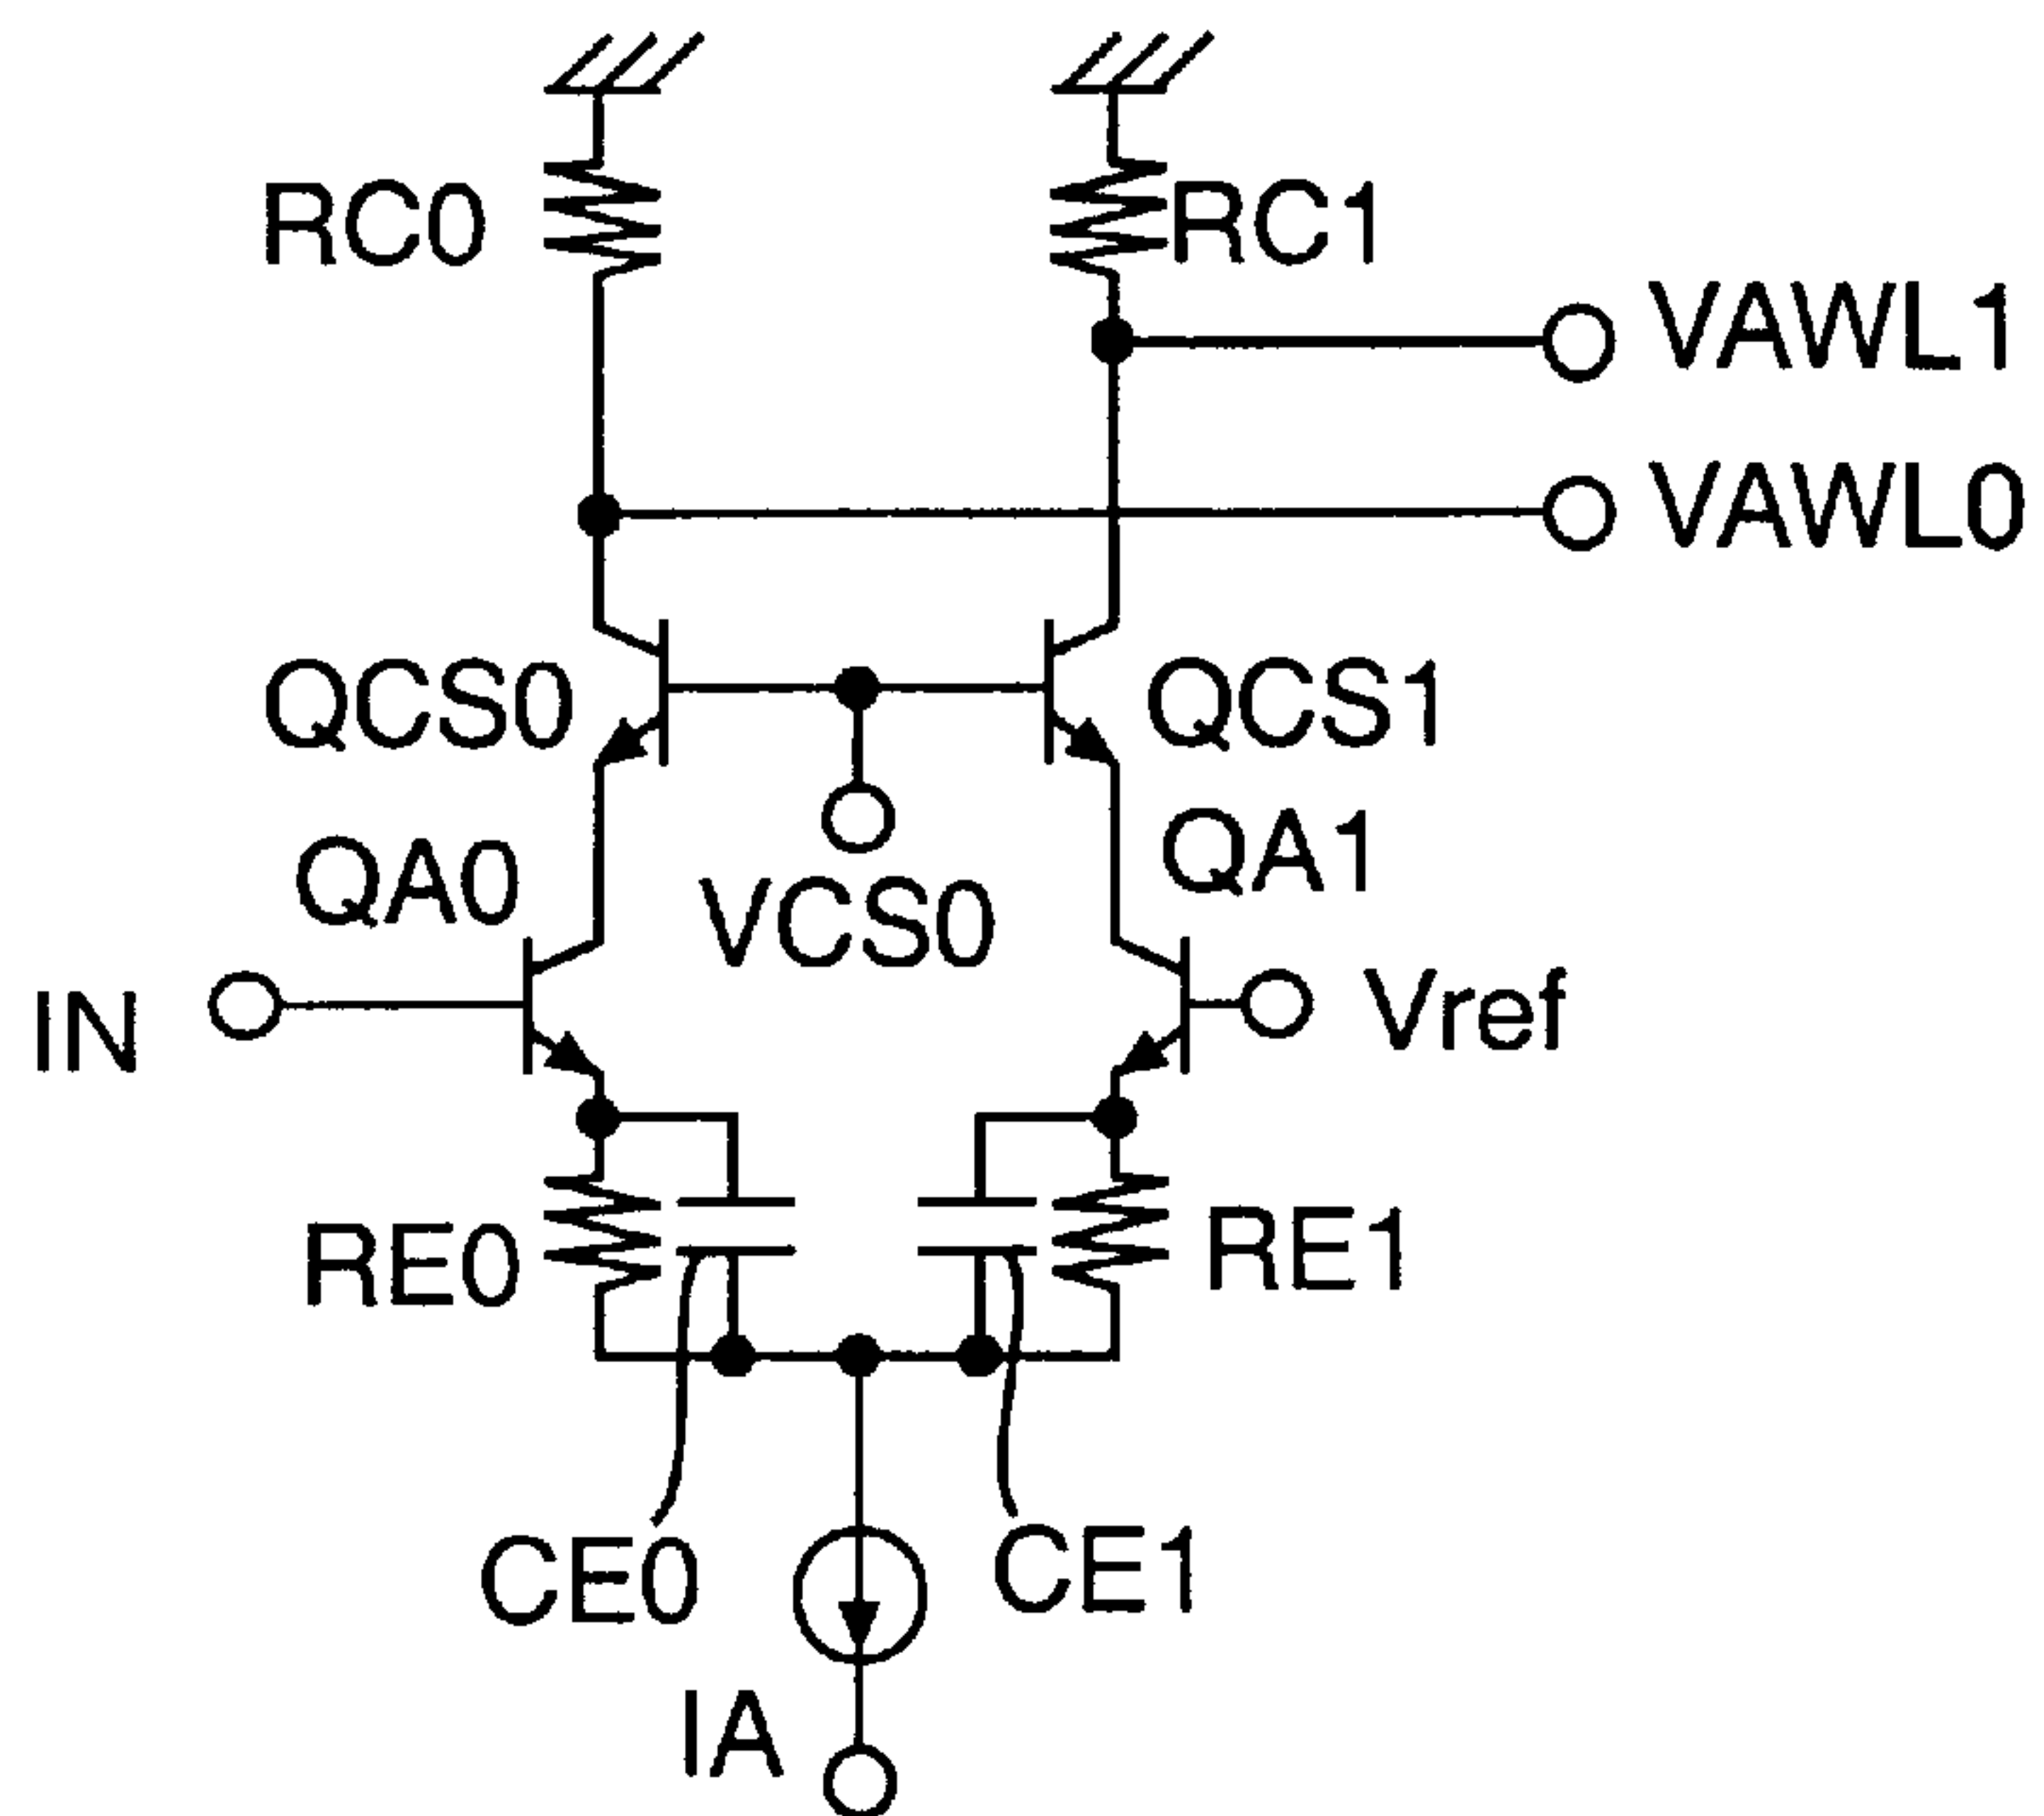 RC0 RC1
VAWL1
VAWL0
QCS0 QCS1
QA0 VCS0 QA1
IN Vref
RE0 RE1
CE0 CE1
IA